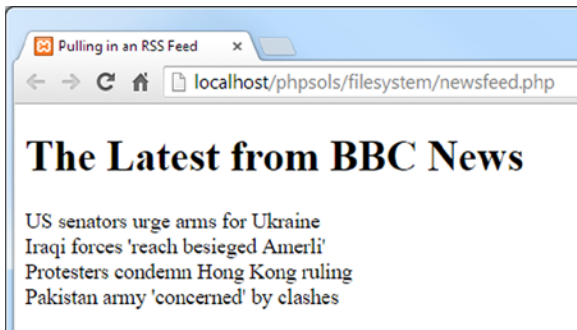 Pulling in an RSS Feed
localhost/phpsols/filesystem/newsfeed.php
The Latest from BBC News
US senators urge arms for Ukraine
Iraqi forces 'reach besieged Amerli'
Protesters condemn Hong Kong ruling
Pakistan army 'concerned' by clashes